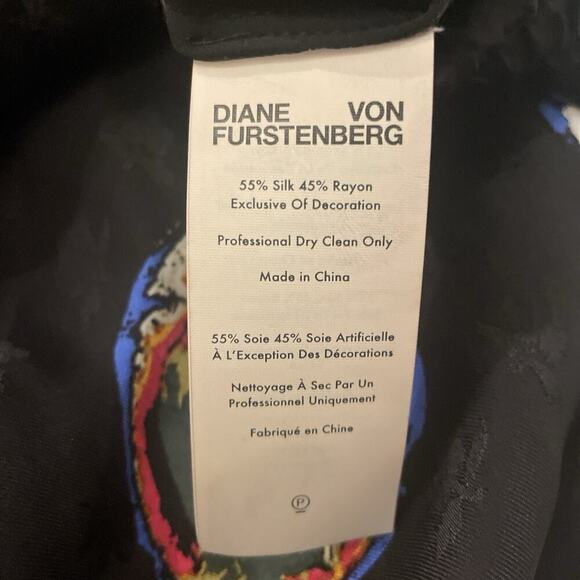 DIANE VON
FURSTENBERG
55% Silk 45% Rayon
Exclusive Of Decoration
Professional Dry Clean Only
Made in China
55% Soie 45% Soie Artificielle
À L'Exception Des Décorations
Nettoyage À Sec Par Un
Professionnel Uniquement
Fabriqué en Chine
P